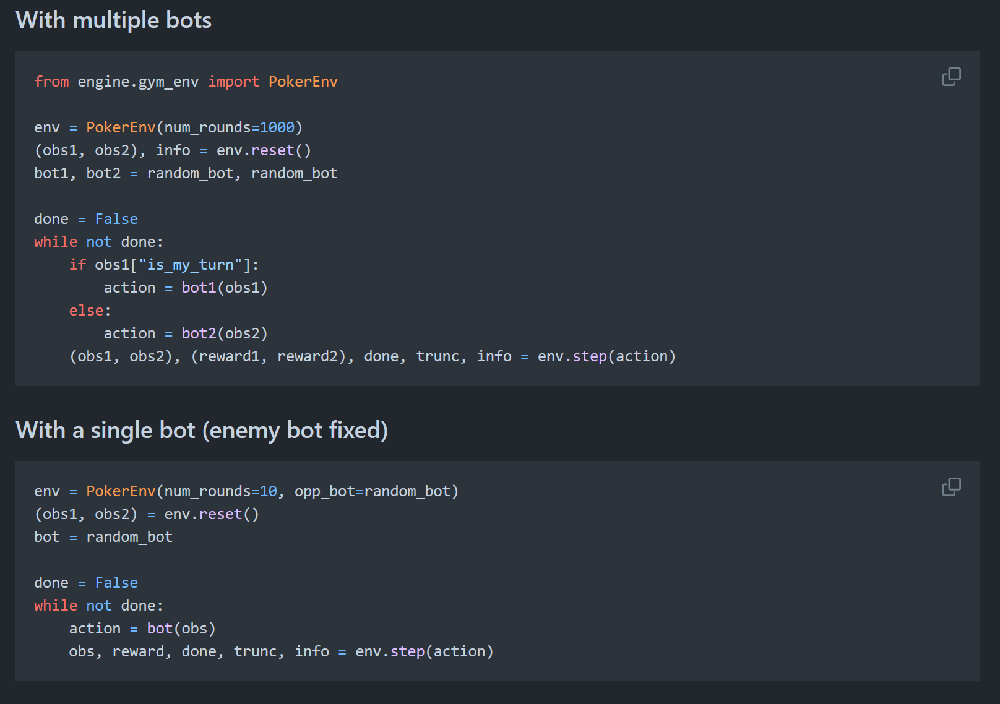 With multiple bots
from engine.gym_env import PokerEnv
env = PokerEnv(num_rounds=1000)
(obs1, obs2), info = env.reset()
bot1, bot2 = random_bot, random_bot
done = False
while not done:
    if obs1["is_my_turn"]:
        action = bot1(obs1)
    else:
        action = bot2(obs2)
    (obs1, obs2), (reward1, reward2), done, trunc, info = env.step(action)
With a single bot (enemy bot fixed)
env = PokerEnv(num_rounds=10, opp_bot=random_bot)
(obs1, obs2) = env.reset()
bot = random_bot
done = False
while not done:
    action = bot(obs)
    obs, reward, done, trunc, info = env.step(action)